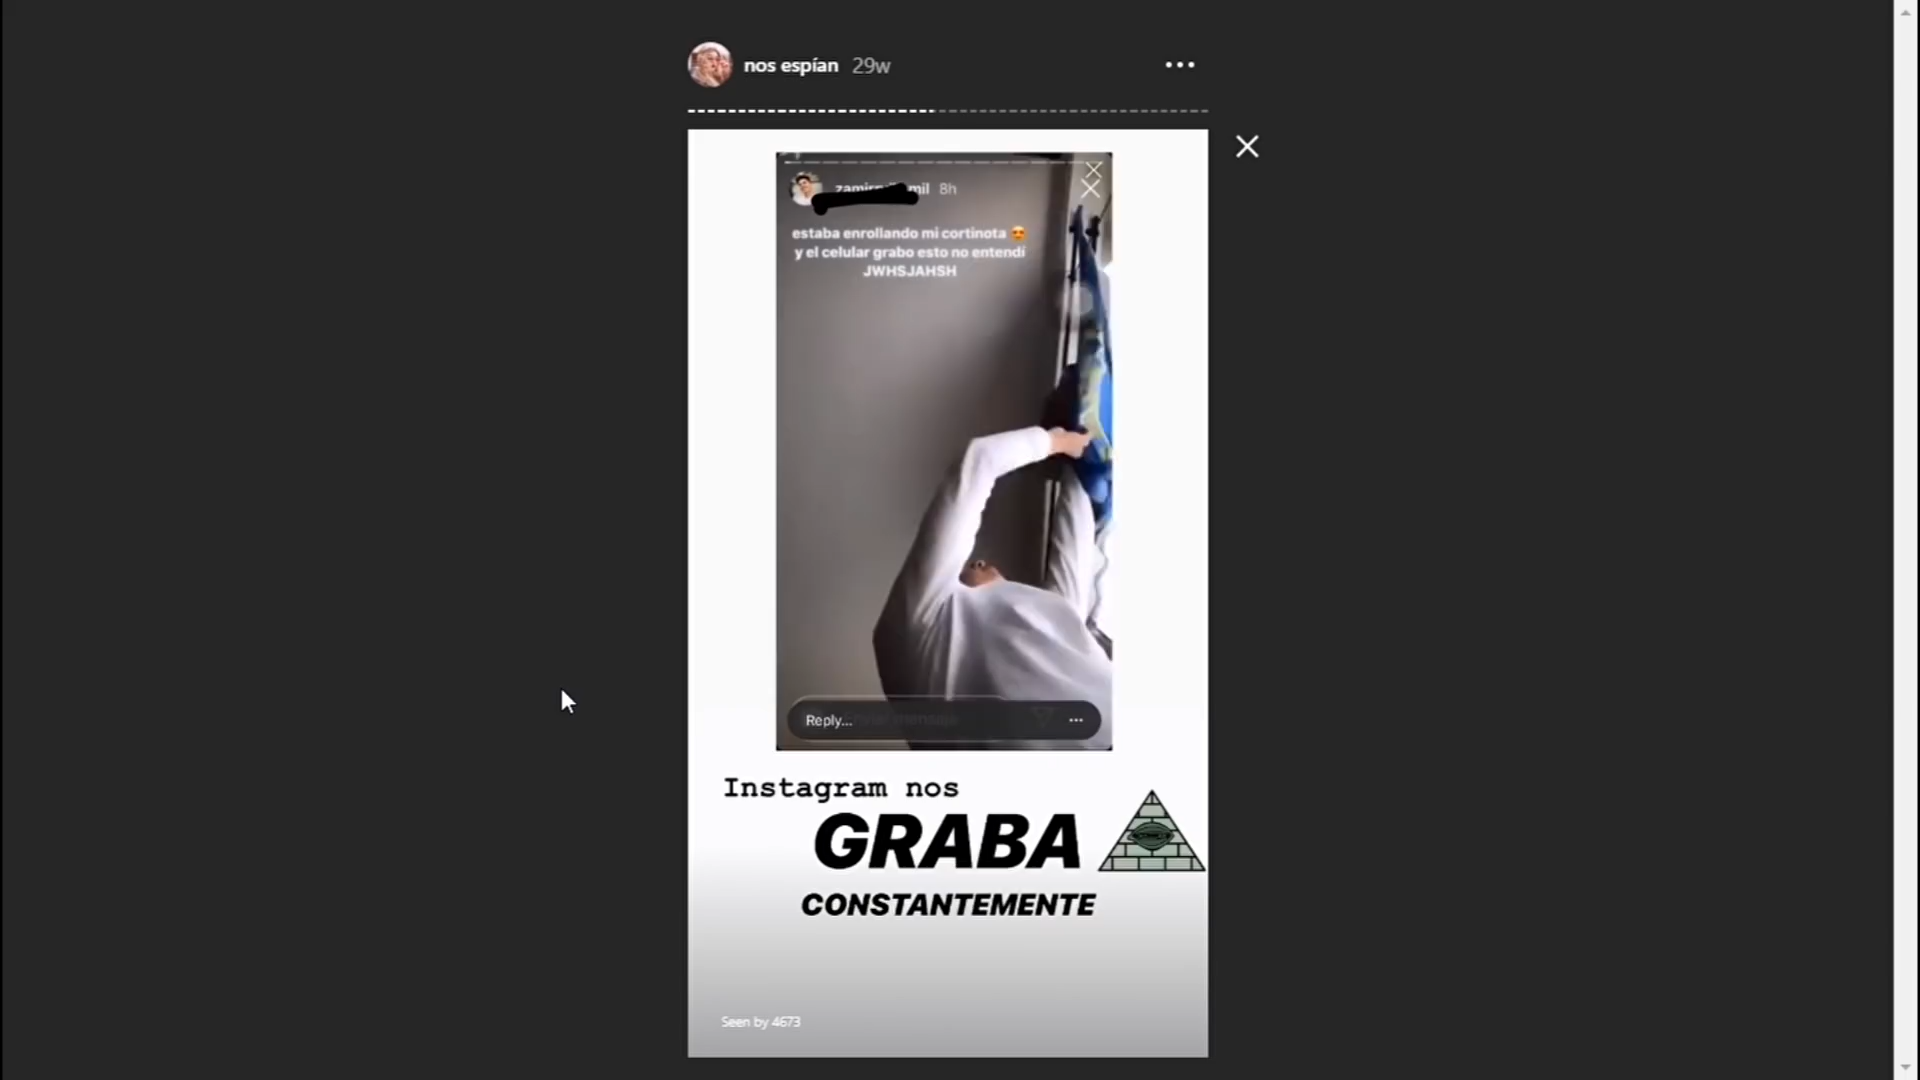 nos espían 29w
8h
estaba enrollando mi cortinota 😍
y el celular grabo esto no entendí
JWHSJAHSH
Reply...
Instagram nos
GRABA
CONSTANTEMENTE
Seen by 4673